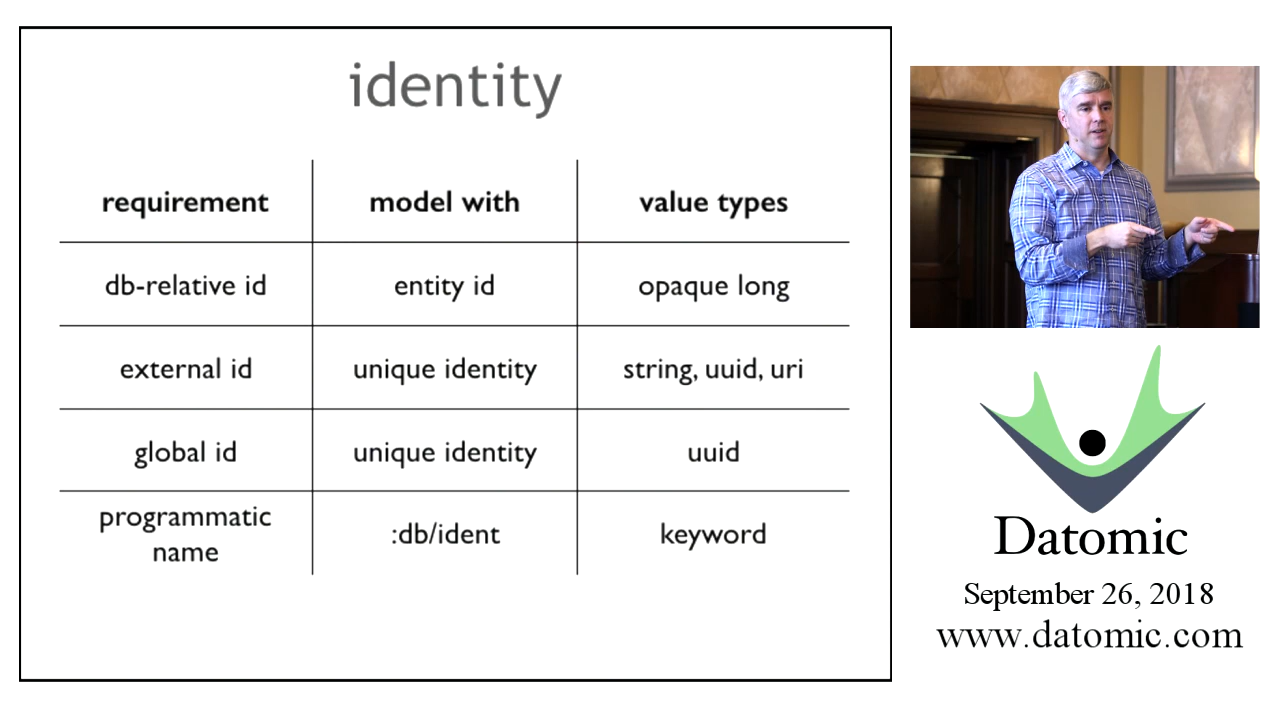 identity
requirement model with value types
db-relative id entity id opaque long
external id unique identity string, uuid, uri
global id unique identity uuid
programmatic name :db/ident keyword
Datomic
September 26, 2018
www.datomic.com